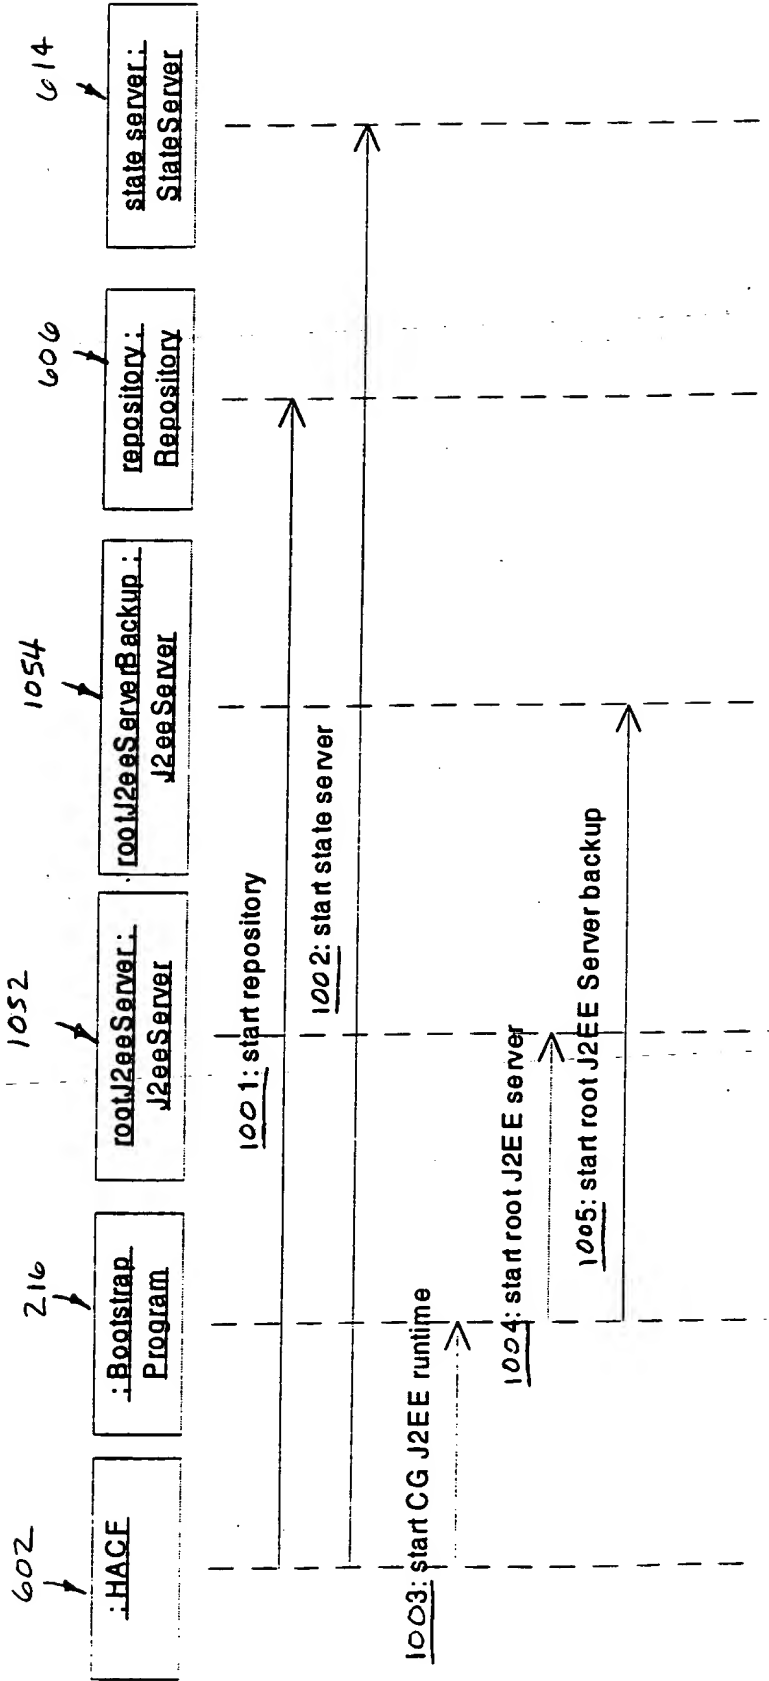 602
:HACF
216
:Bootstrap
Program
1052
rootJ2eeServer:
J2eeServer
1054
rootJ2eeServerBackup:
J2eeServer
606
repository:
Repository
614
state server:
StateServer
1001: start repository
1002: start state server
1003: start CG J2EE runtime
1004: start root J2EE server
1005: start root J2EE Server backup